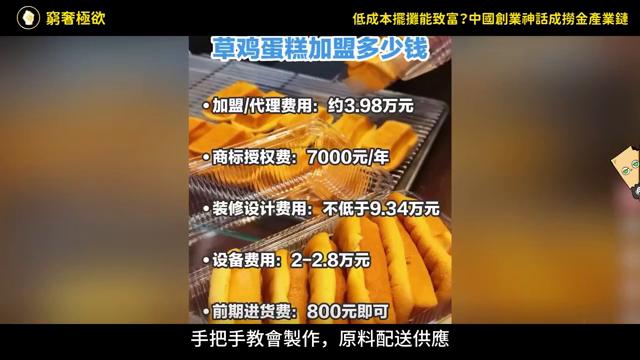 窮奢極欲
低成本擺攤能致富？中國創業神話成撈金產業鏈
草鸡蛋糕加盟多少钱
•加盟/代理费用：约3.98万元
•商标授权费：7000元/年
•装修设计费用：不低于9.34万元
•设备费用：2-2.8万元
•前期进货费：800元即可
手把手教會製作，原料配送供應